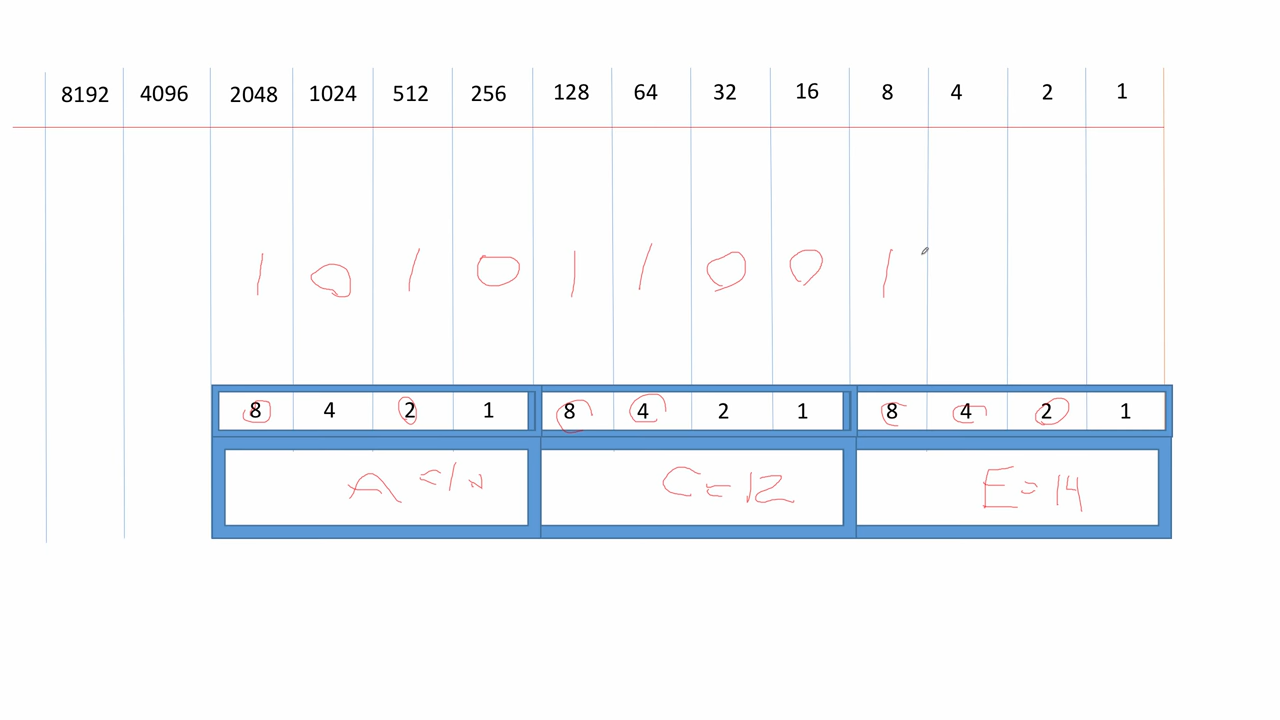 8192 4096 2048 1024 512 256 128 64 32 16 8 4 2 1
1 0 1 0 1 1 0 0 1
8 4 2 1 8 4 2 1 8 4 2 1
A = C = 12 E = 14